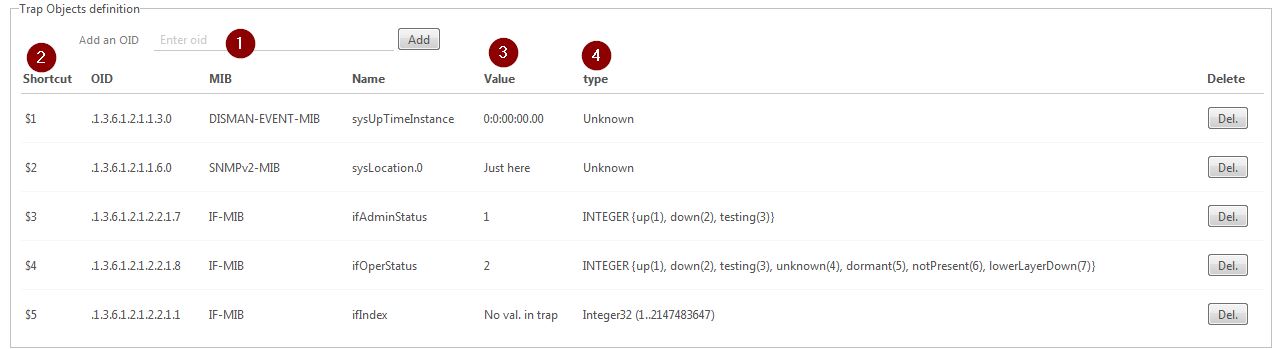 Trap Objects definition
Add an OID Enter oid 1 Add
2 3 4
Shortcut OID MIB Name Value type Delete
$1 .1.3.6.1.2.1.1.3.0 DISMAN-EVENT-MIB sysUpTimeInstance 0:0:00:00.00 Unknown Del.
$2 .1.3.6.1.2.1.1.6.0 SNMPv2-MIB sysLocation.0 Just here Unknown Del.
$3 .1.3.6.1.2.1.2.2.1.7 IF-MIB ifAdminStatus 1 INTEGER {up(1), down(2), testing(3)} Del.
$4 .1.3.6.1.2.1.2.2.1.8 IF-MIB ifOperStatus 2 INTEGER {up(1), down(2), testing(3), unknown(4), dormant(5), notPresent(6), lowerLayerDown(7)} Del.
$5 .1.3.6.1.2.1.2.2.1.1 IF-MIB ifIndex No val. in trap Integer32 (1..2147483647) Del.